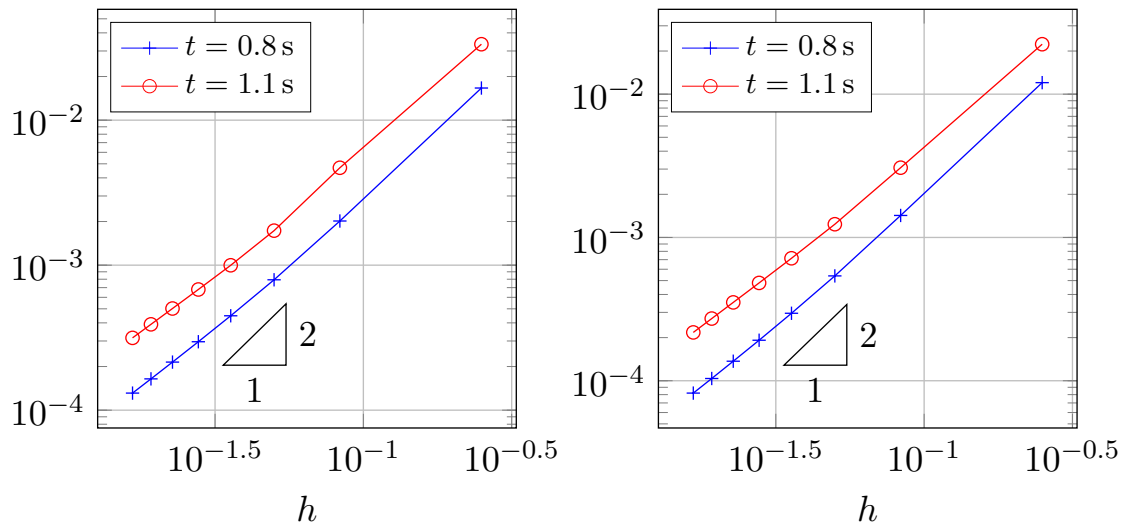 t = 0.8 s
t = 1.1 s
10⁻²
10⁻³
10⁻⁴
2
1
10⁻¹·⁵
10⁻¹
10⁻⁰·⁵
h
t = 0.8 s
t = 1.1 s
10⁻²
10⁻³
10⁻⁴
2
1
10⁻¹·⁵
10⁻¹
10⁻⁰·⁵
h